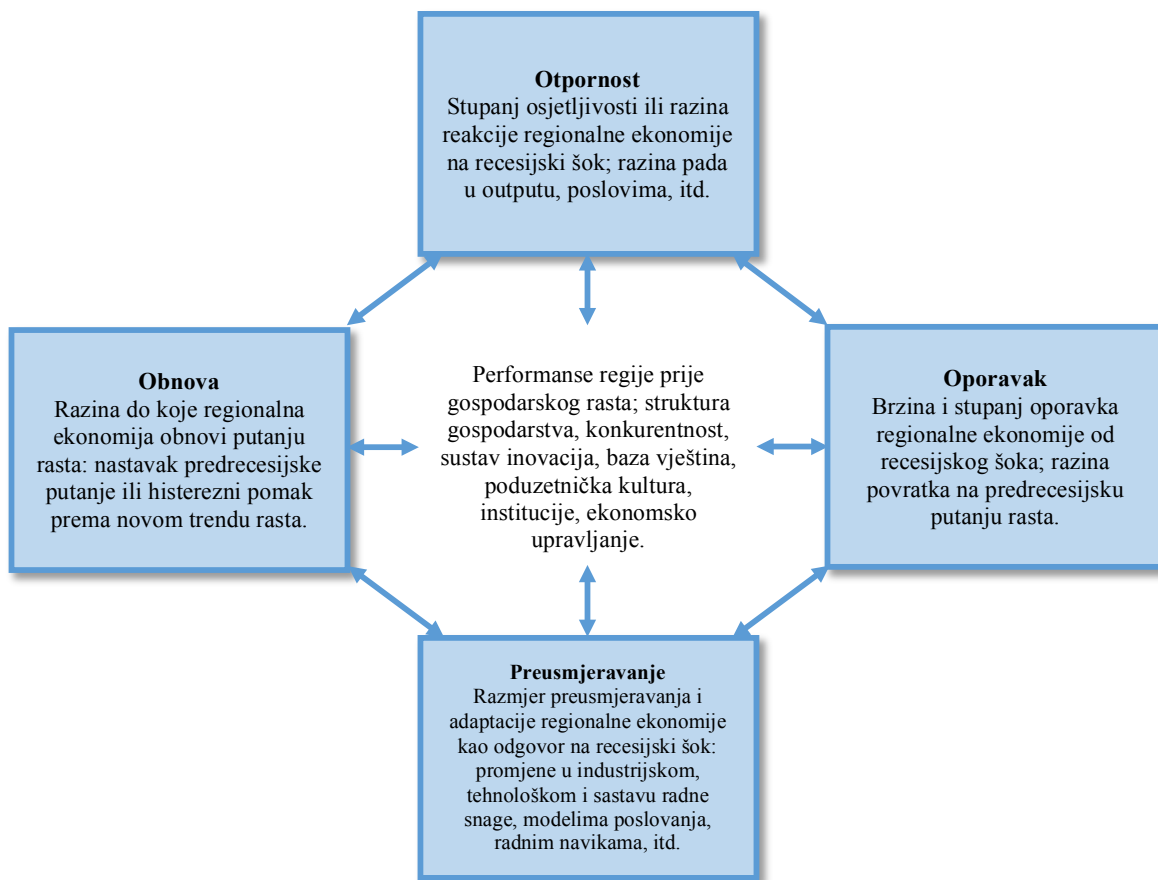 Otpornost
Stupanj osjetljivosti ili razina
reakcije regionalne ekonomije
na recesijski šok; razina pada
u outputu, poslovima, itd.
Obnova
Razina do koje regionalna
ekonomija obnovi putanju
rasta: nastavak predrecesijske
putanje ili histerezni pomak
prema novom trendu rasta.
Performanse regije prije
gospodarskog rasta; struktura
gospodarstva, konkurentnost,
sustav inovacija, baza vještina,
poduzetnička kultura,
institucije, ekonomsko
upravljanje.
Oporavak
Brzina i stupanj oporavka
regionalne ekonomije od
recesijskog šoka; razina
povratka na predrecesijsku
putanju rasta.
Preusmjeravanje
Razmjer preusmjeravanja i
adaptacije regionalne ekonomije
kao odgovor na recesijski šok:
promjene u industrijskom,
tehnološkom i sastavu radne
snage, modelima poslovanja,
radnim navikama, itd.